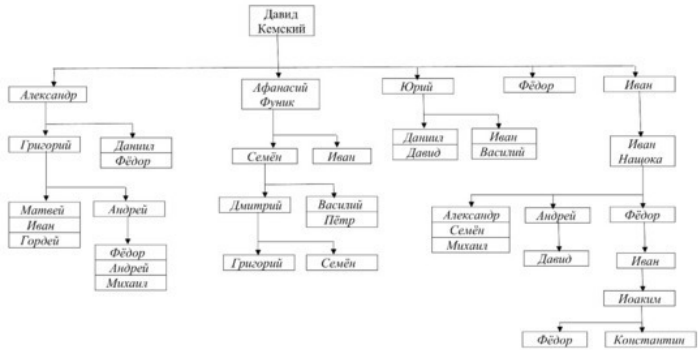 Давид
Кемский
Александр
Афанасий
Фуник
Юрий
Фёдор
Иван
Григорий
Даниил
Фёдор
Семён
Иван
Даниил
Давид
Иван
Василий
Иван
Нащока
Матвей
Иван
Гордей
Андрей
Дмитрий
Василий
Пётр
Александр
Семён
Михаил
Андрей
Фёдор
Фёдор
Андрей
Михаил
Григорий
Семён
Давид
Иван
Иоаким
Фёдор
Константин